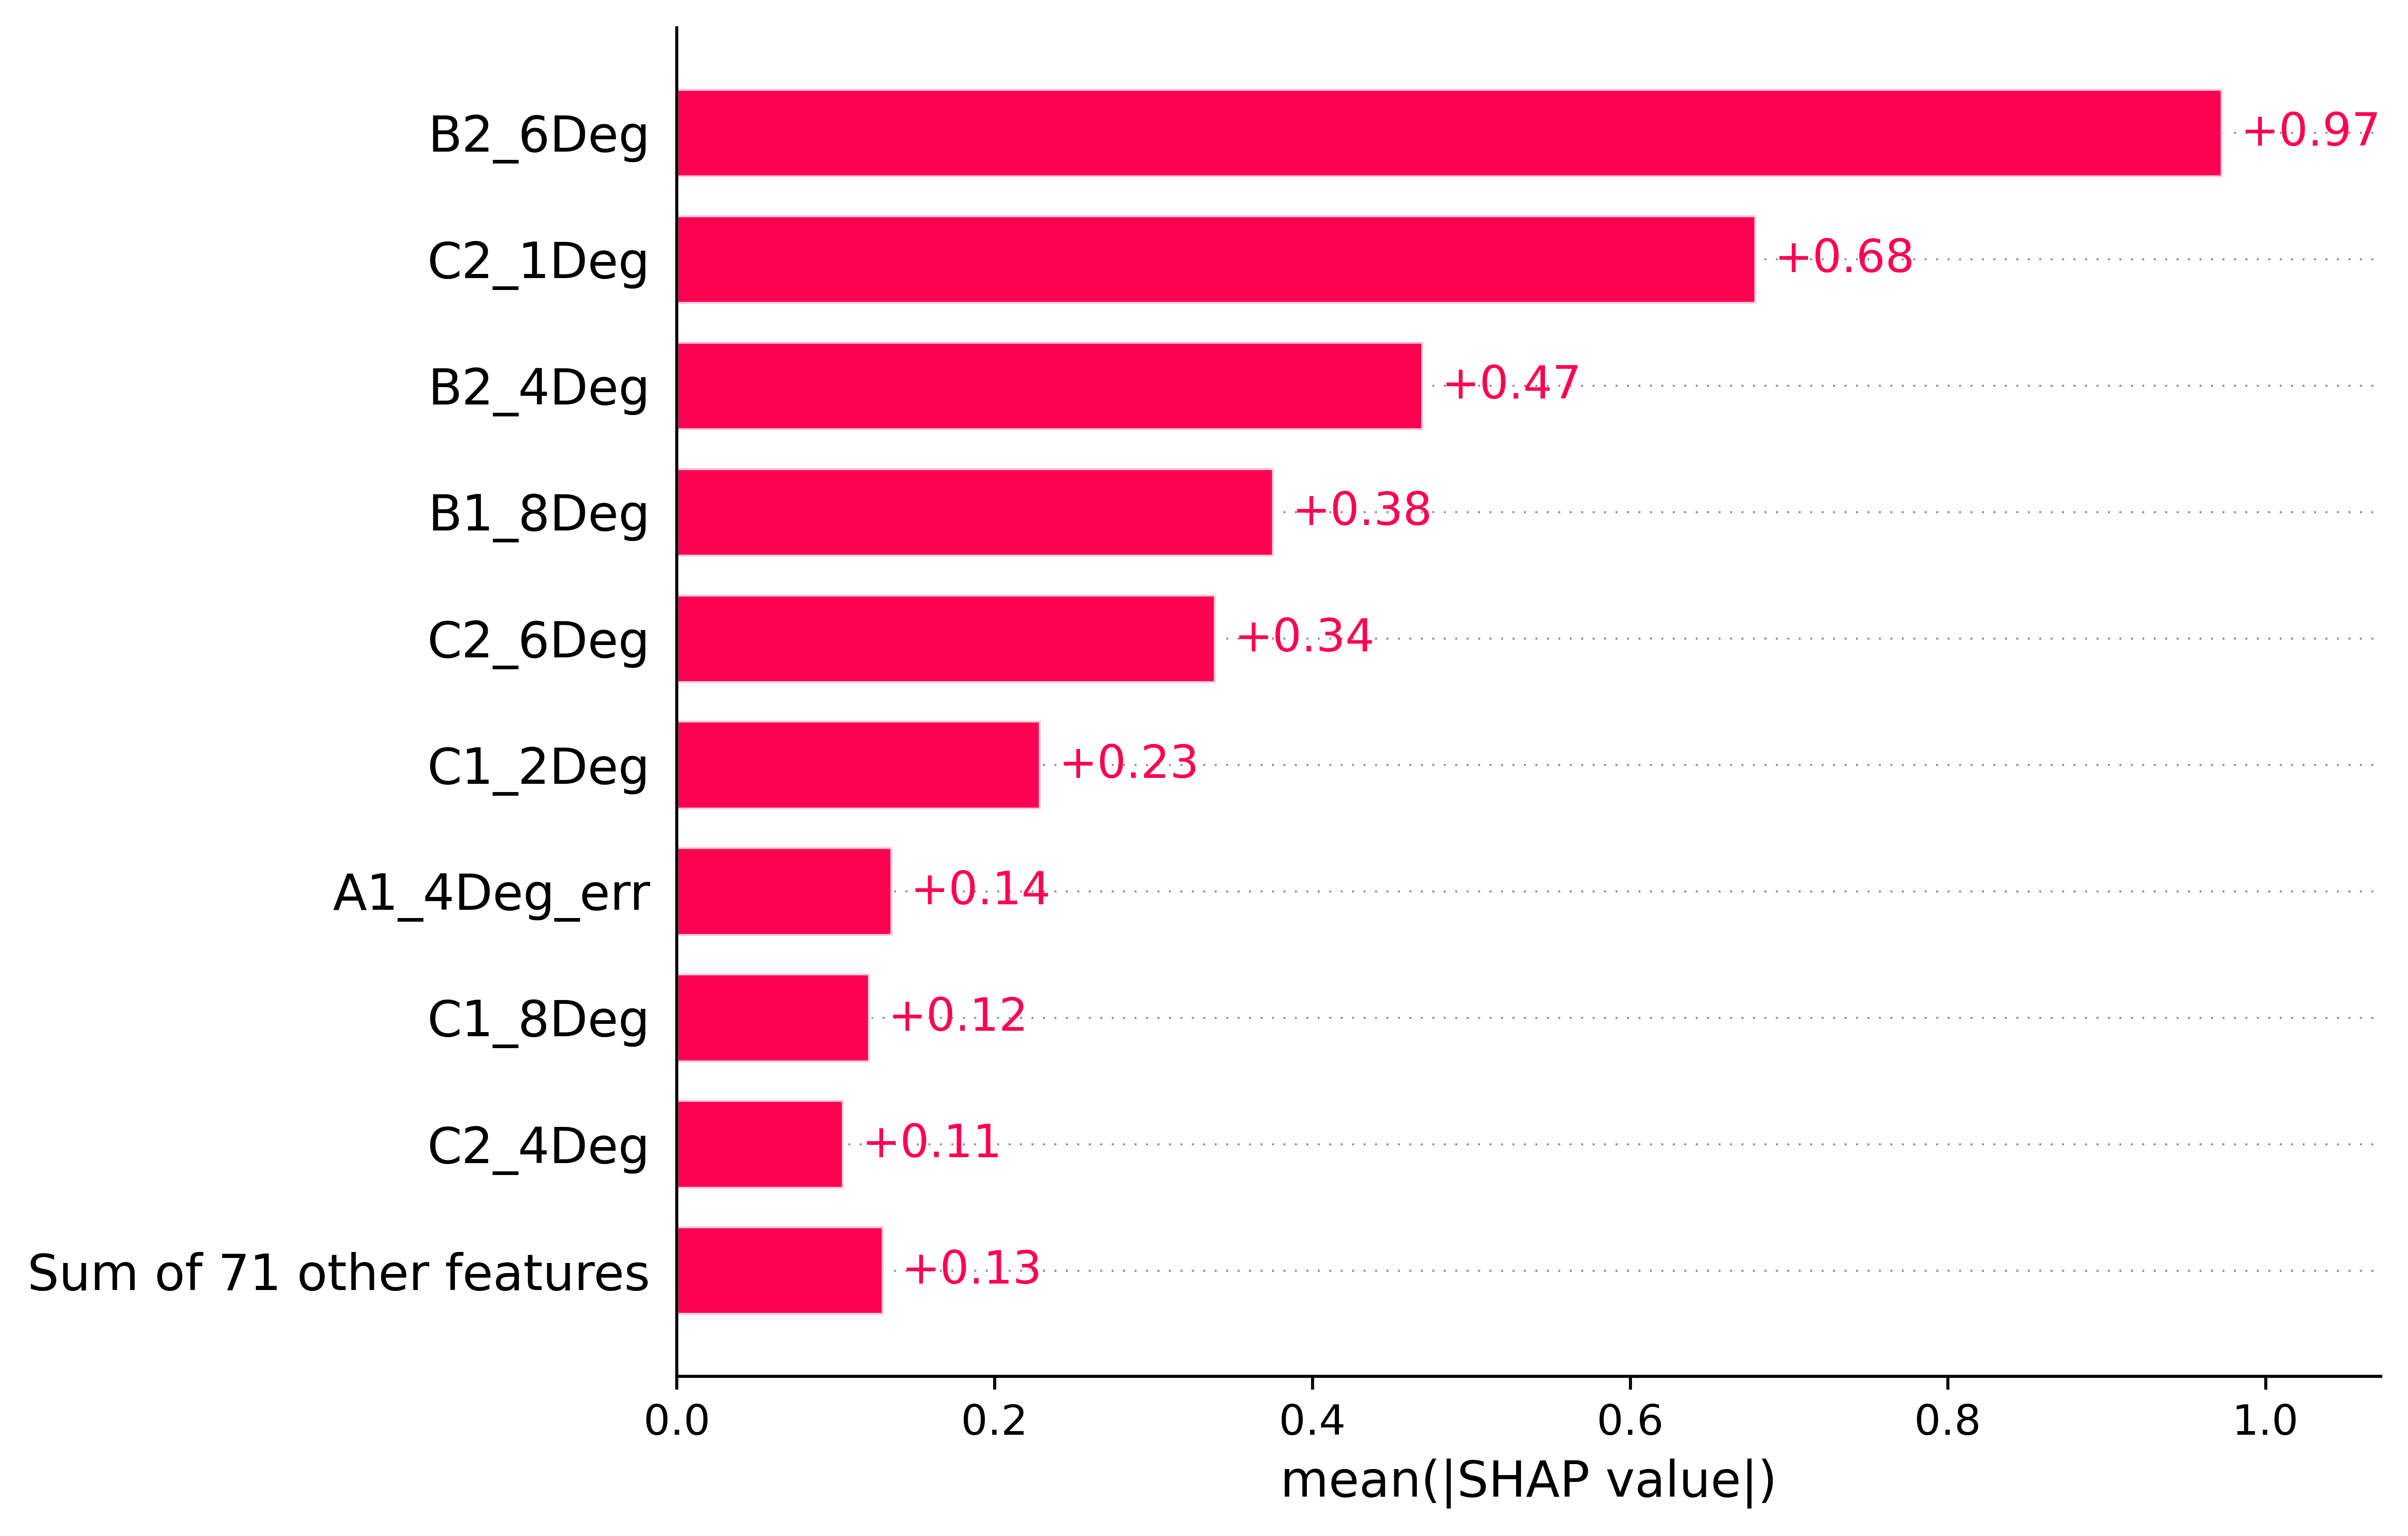 B2_6Deg +0.97
C2_1Deg +0.68
B2_4Deg +0.47
B1_8Deg +0.38
C2_6Deg +0.34
C1_2Deg +0.23
A1_4Deg_err +0.14
C1_8Deg +0.12
C2_4Deg +0.11
Sum of 71 other features +0.13
0.0 0.2 0.4 0.6 0.8 1.0
mean(|SHAP value|)